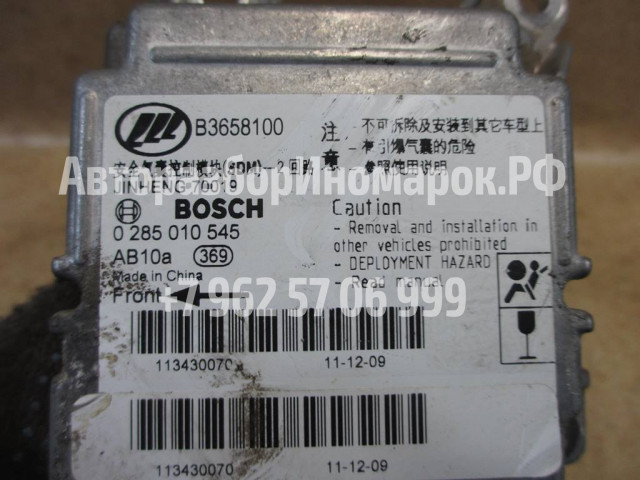 B3658100
注 - 不可拆除及安装到其它车型上
- 有引爆气囊的危险
意 - 参照使用说明
安全气囊控制模块(SDM)-2回路
JINHENG 70019
АвторазборИномарок.РФ
BOSCH
0 285 010 545
AB10a 369
Made in China
Front
Caution
- Removal and installation in
other vehicles prohibited
- DEPLOYMENT HAZARD
- Read manual
+7 962 57 06 999
113430070 11-12-09
113430070 11-12-09